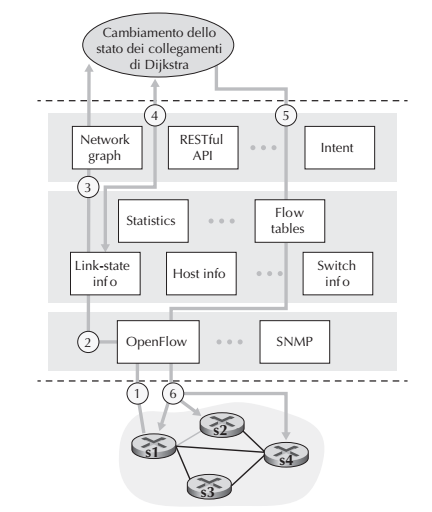 Cambiamento dello
stato dei collegamenti
di Dijkstra
4
5
Network
graph
RESTful
API
Intent
3
Statistics
Flow
tables
Link-state
info
Host info
Switch
info
2
OpenFlow
SNMP
1
6
s2
s1
s4
s3